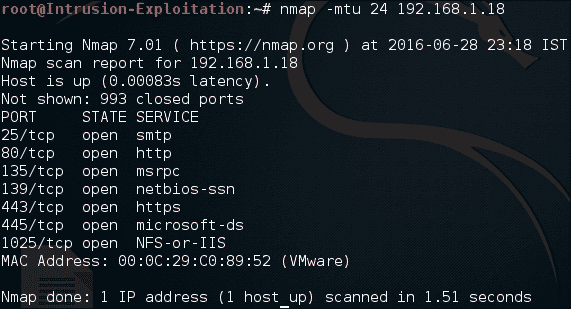 root@Intrusion-Exploitation:~# nmap -mtu 24 192.168.1.18
Starting Nmap 7.01 ( https://nmap.org ) at 2016-06-28 23:18 IST
Nmap scan report for 192.168.1.18
Host is up (0.00083s latency).
Not shown: 993 closed ports
PORT     STATE SERVICE
25/tcp   open  smtp
80/tcp   open  http
135/tcp  open  msrpc
139/tcp  open  netbios-ssn
443/tcp  open  https
445/tcp  open  microsoft-ds
1025/tcp open  NFS-or-IIS
MAC Address: 00:0C:29:C0:89:52 (VMware)
Nmap done: 1 IP address (1 host up) scanned in 1.51 seconds